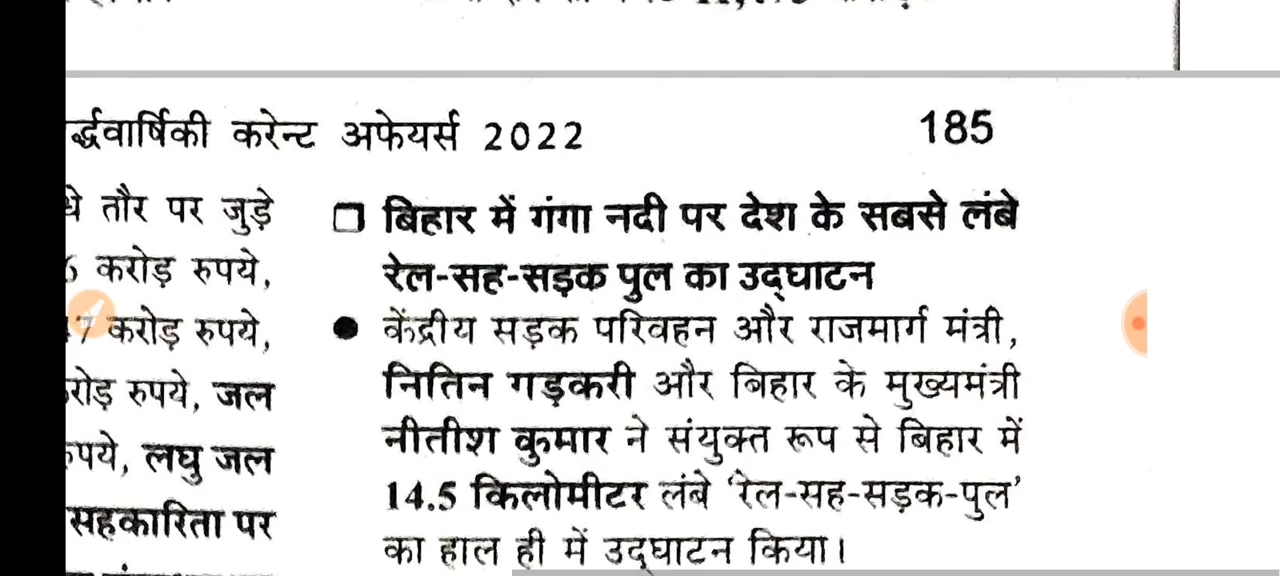 र्द्धवार्षिकी करेन्ट अफेयर्स 2022
185
तौर पर जुड़े
करोड़ रुपये,
करोड़ रुपये,
रुपये, जल
लघु जल
सहकारिता पर
बिहार में गंगा नदी पर देश के सबसे लंबे
रेल-सह-सड़क पुल का उद्घाटन
● केंद्रीय सड़क परिवहन और राजमार्ग मंत्री,
नितिन गड़करी और बिहार के मुख्यमंत्री
नीतीश कुमार ने संयुक्त रूप से बिहार में
14.5 किलोमीटर लंबे ‘रेल-सह-सड़क-पुल’
का हाल ही में उद्घाटन किया।